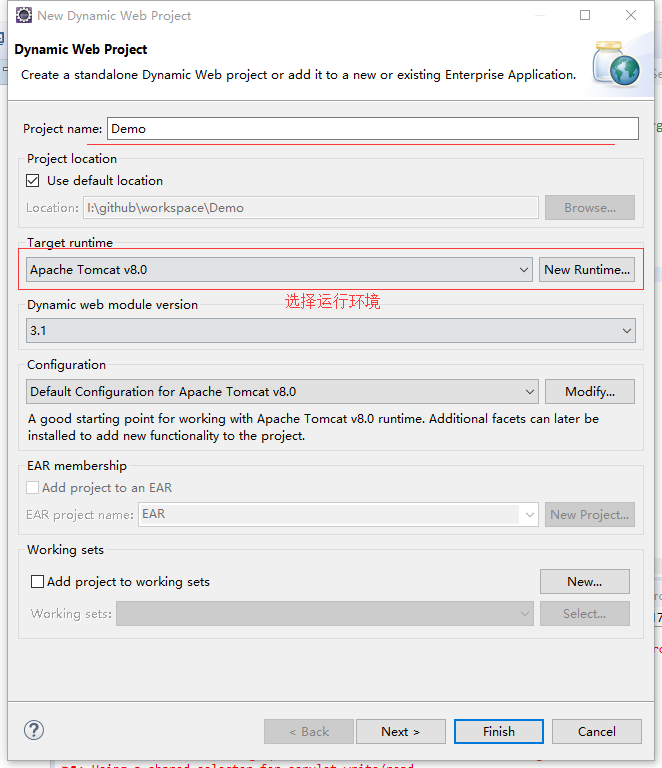 New Dynamic Web Project
Dynamic Web Project
Create a standalone Dynamic Web project or add it to a new or existing Enterprise Application.
Project name: Demo
Project location
Use default location
Location: I:\github\workspace\Demo Browse...
Target runtime
Apache Tomcat v8.0 New Runtime...
选择运行环境
Dynamic web module version
3.1
Configuration
Default Configuration for Apache Tomcat v8.0 Modify...
A good starting point for working with Apache Tomcat v8.0 runtime. Additional facets can later be
installed to add new functionality to the project.
EAR membership
Add project to an EAR
EAR project name: EAR New Project...
Working sets
Add project to working sets New...
Working sets: Select...
? < Back Next > Finish Cancel